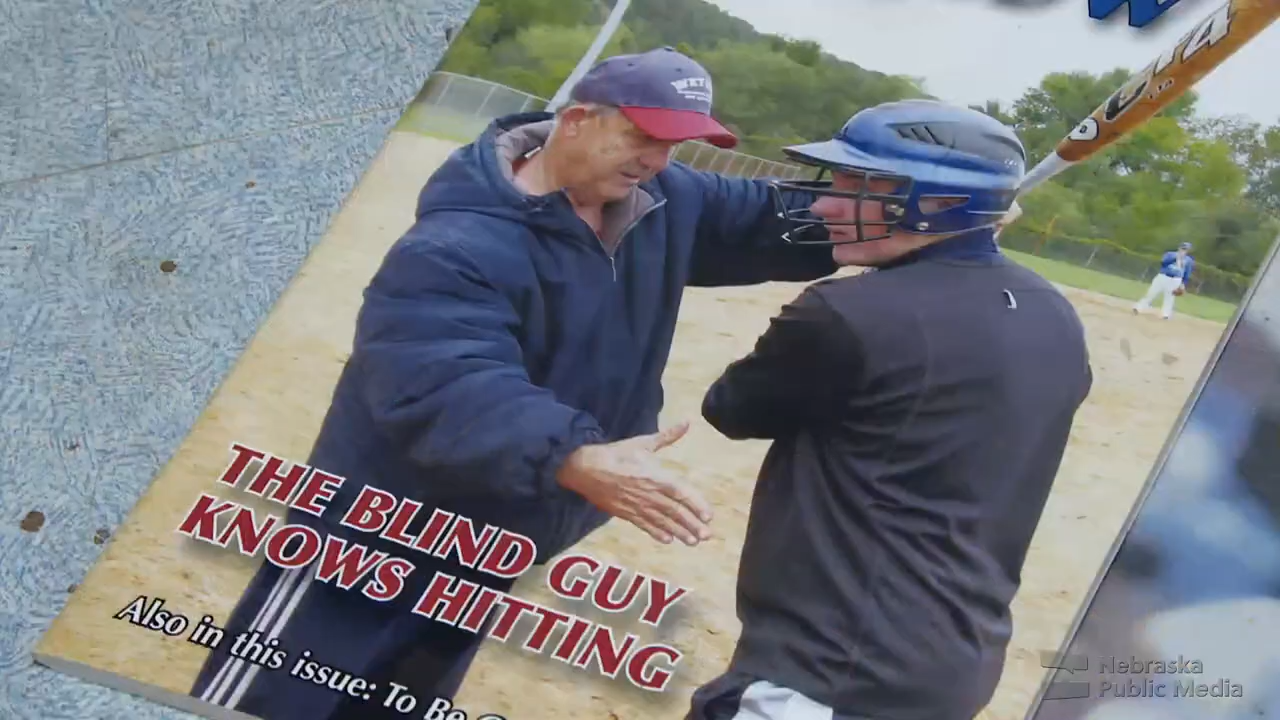 THE BLIND GUY
KNOWS HITTING
Also in this issue: To Be
Nebraska
Public Media